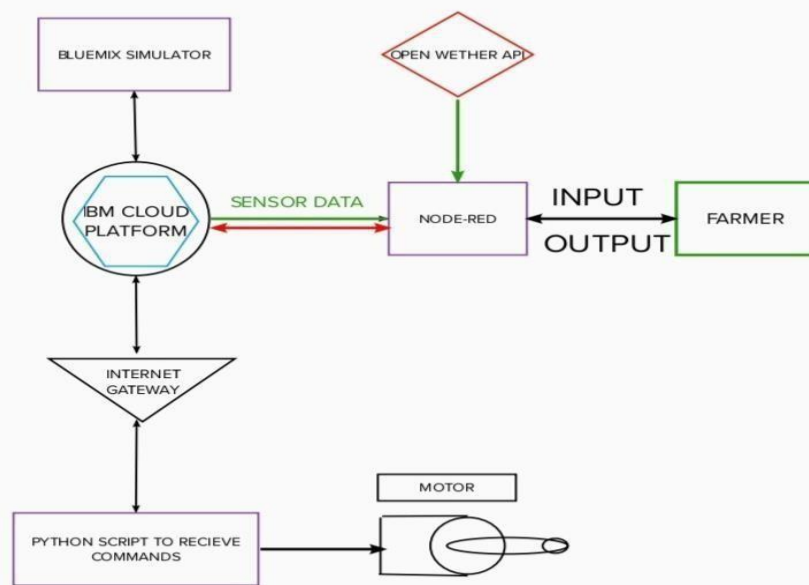 BLUEMIX SIMULATOR
OPEN WETHER API
IBM CLOUD
PLATFORM
SENSOR DATA
NODE-RED
INPUT
OUTPUT
FARMER
INTERNET
GATEWAY
MOTOR
PYTHON SCRIPT TO RECIEVE
COMMANDS